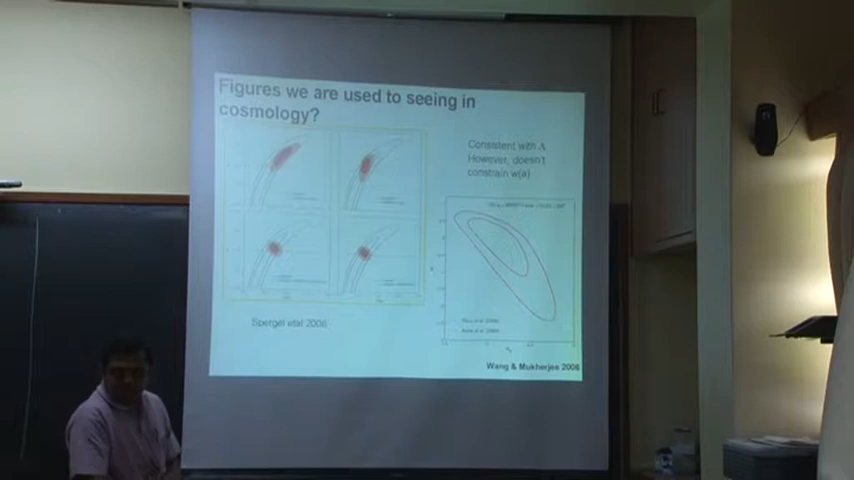 Figures we are used to seeing in
cosmology?
Consistent with Λ
However, doesn't
constrain w(a)
Spergel etal 2006
Wang & Mukherjee 2006